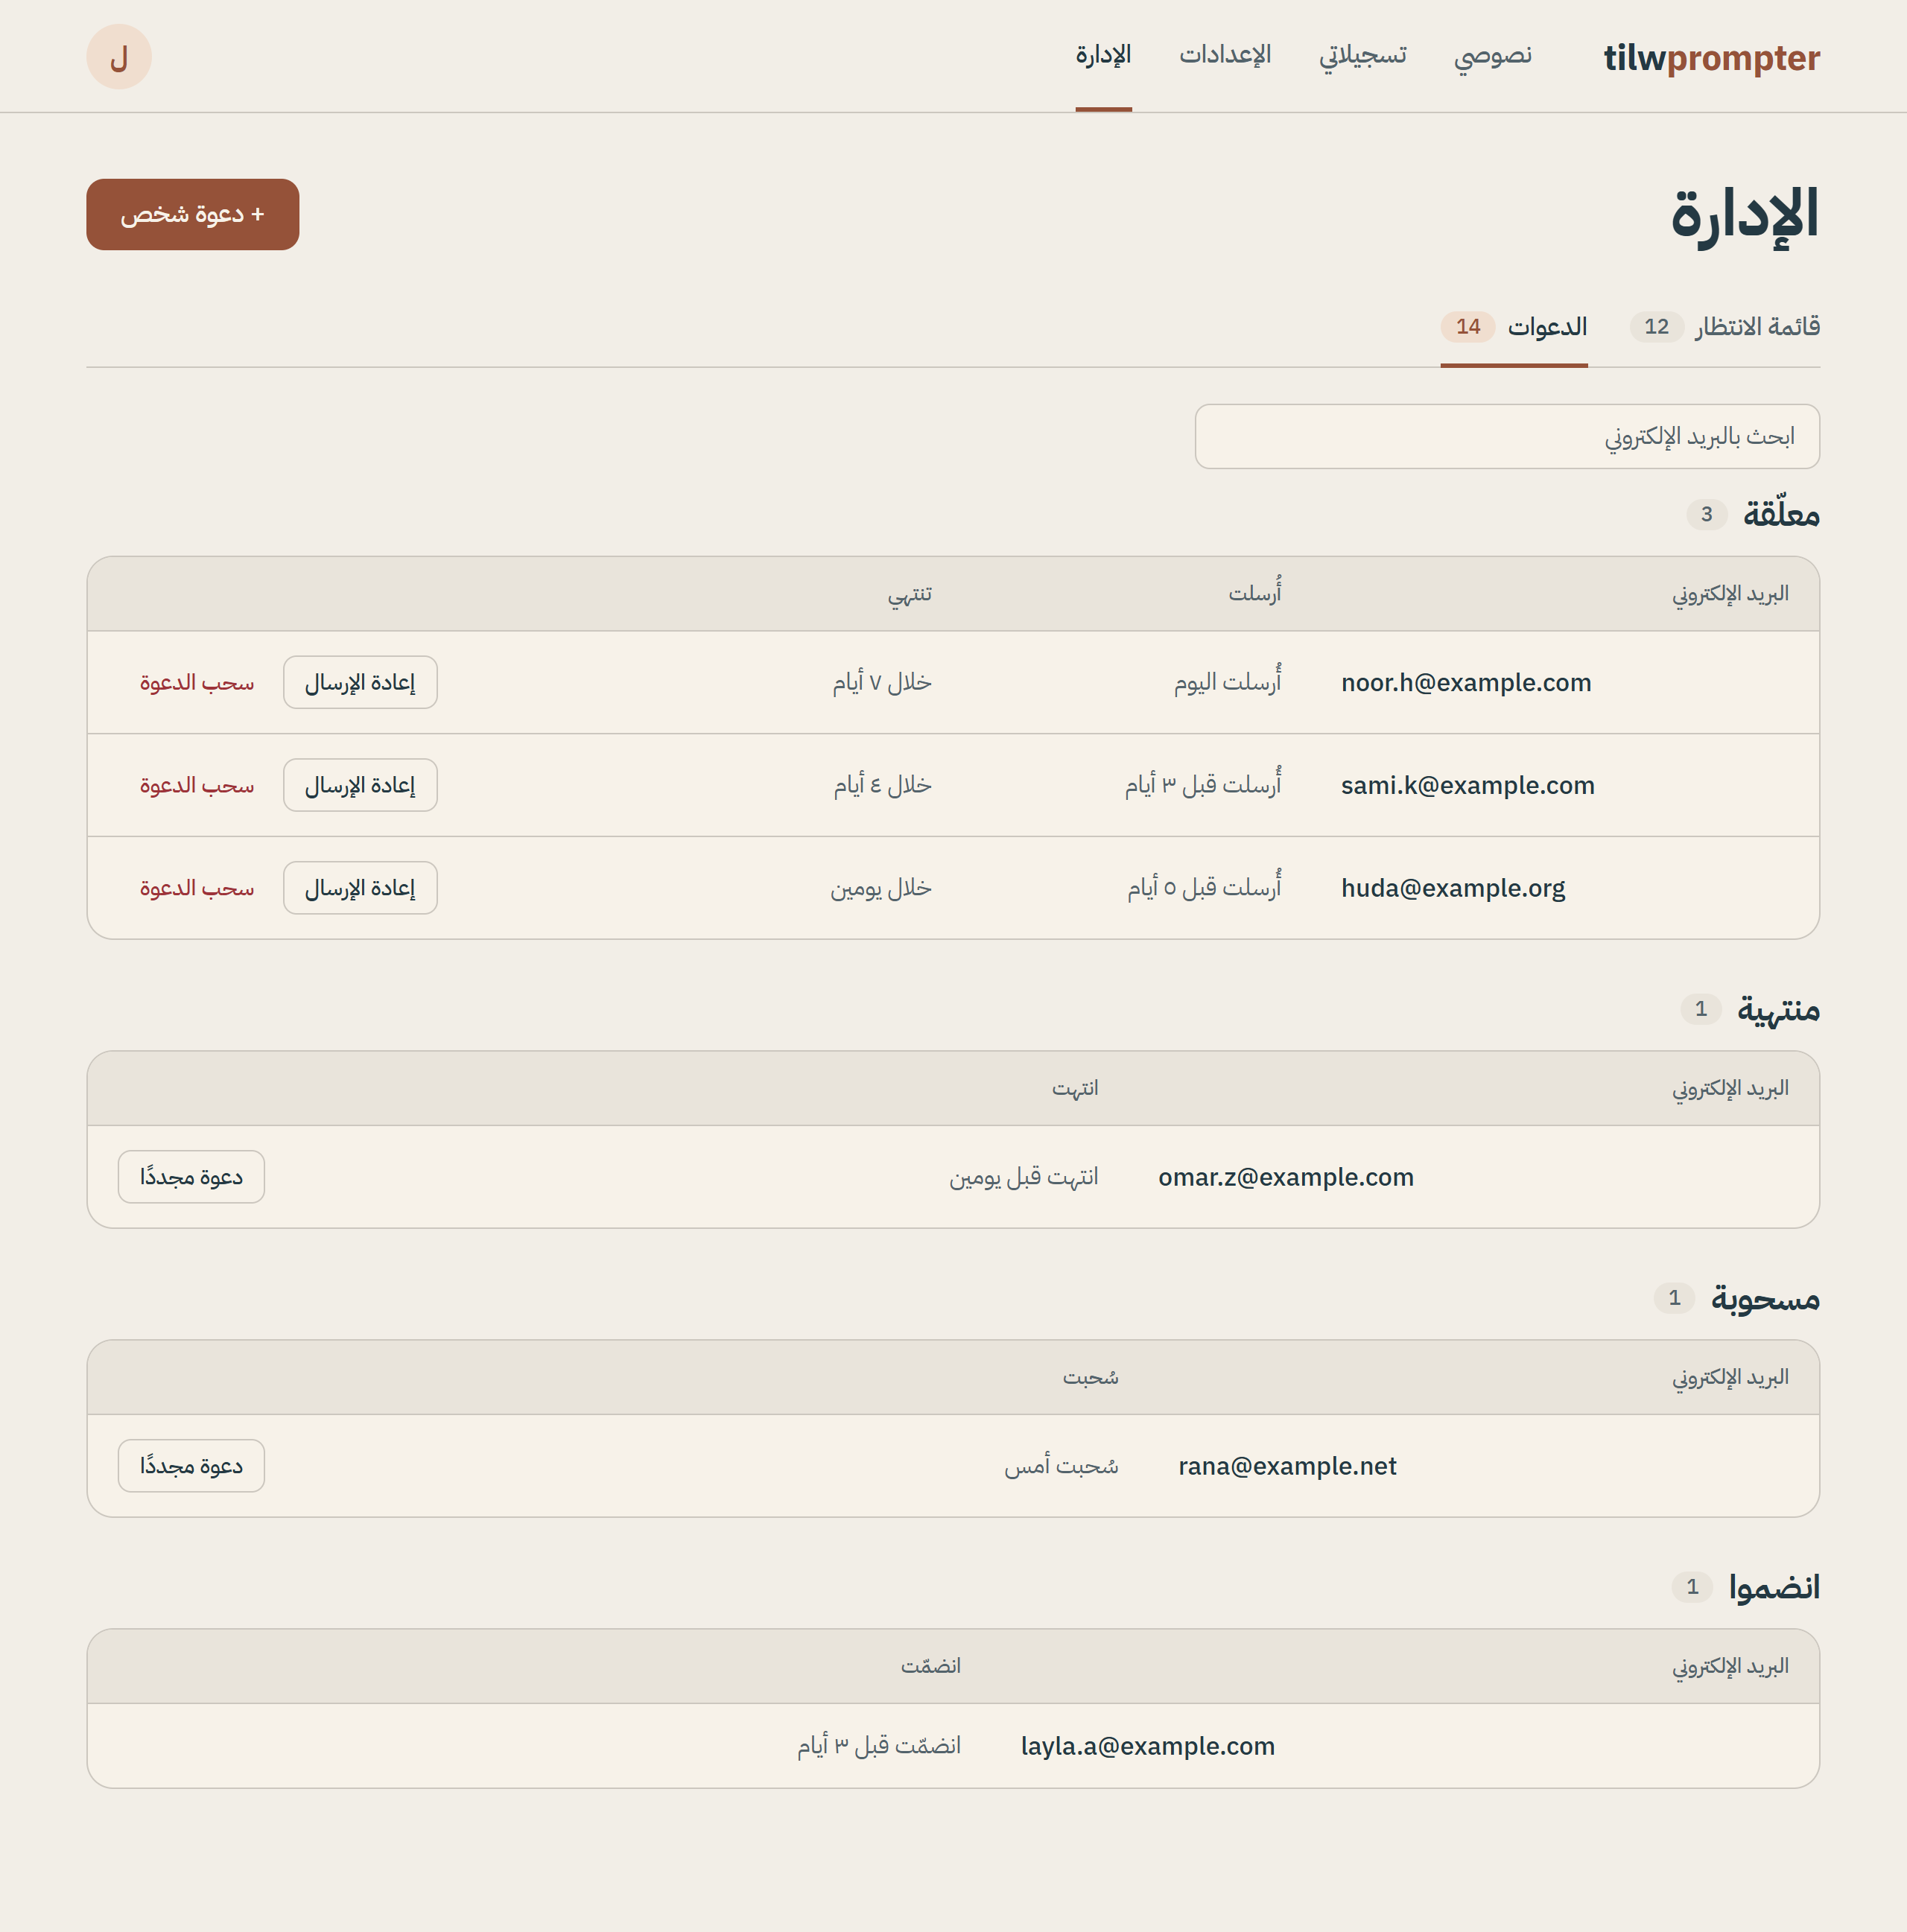 tilwprompter نصوصي تسجيلاتي الإعدادات الإدارة ل
الإدارة + دعوة شخص
قائمة الانتظار 12 الدعوات 14
ابحث بالبريد الإلكتروني
معلّقة 3
البريد الإلكتروني أُرسلت تنتهي
noor.h@example.com أُرسلت اليوم خلال ٧ أيام إعادة الإرسال سحب الدعوة
sami.k@example.com أُرسلت قبل ٣ أيام خلال ٤ أيام إعادة الإرسال سحب الدعوة
huda@example.org أُرسلت قبل ٥ أيام خلال يومين إعادة الإرسال سحب الدعوة
منتهية 1
البريد الإلكتروني انتهت
omar.z@example.com انتهت قبل يومين دعوة مجددًا
مسحوبة 1
البريد الإلكتروني سُحبت
rana@example.net سُحبت أمس دعوة مجددًا
انضموا 1
البريد الإلكتروني انضمّت
layla.a@example.com انضمّت قبل ٣ أيام